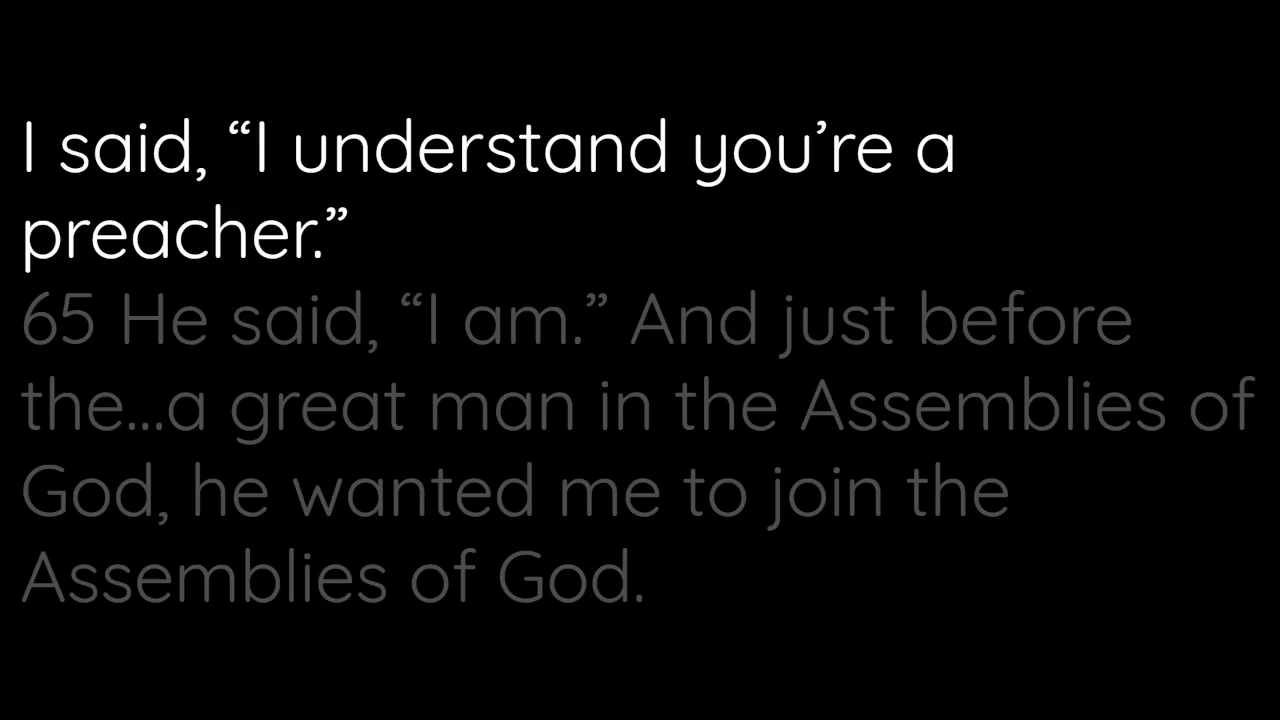 I said, “I understand you’re a
preacher.”
65 He said, “I am.” And just before
the...a great man in the Assemblies of
God, he wanted me to join the
Assemblies of God.